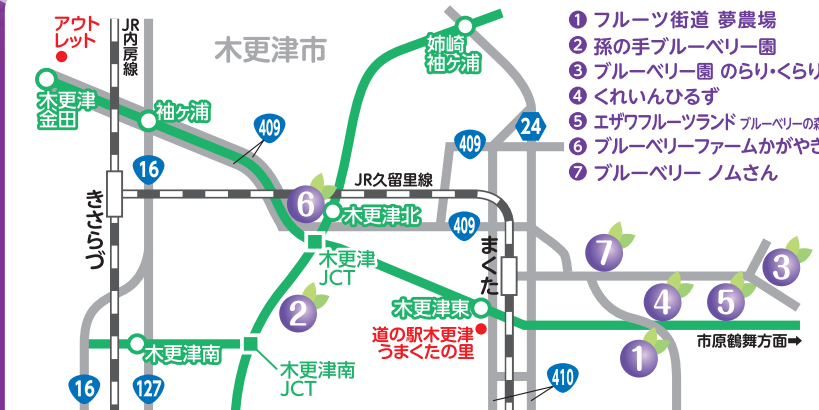 アウト
レット
JR内房線
木更津市
姉崎
袖ケ浦
❶ フルーツ街道 夢農場
❷ 孫の手ブルーベリー園
❸ ブルーベリー園 のらり・くらり
❹ くれいんひるず
❺ エザワフルーツランド ブルーベリーの森
❻ ブルーベリーファームかがやき
❼ ブルーベリー ノムさん
木更津
金田
袖ケ浦
409
409
24
16
JR久留里線
きさらづ
6
木更津北
409
まくた
7
木更津
JCT
3
2
木更津東
4
5
道の駅木更津
うまくたの里
市原鶴舞方面➡
1
木更津南
木更津南
JCT
16
127
410